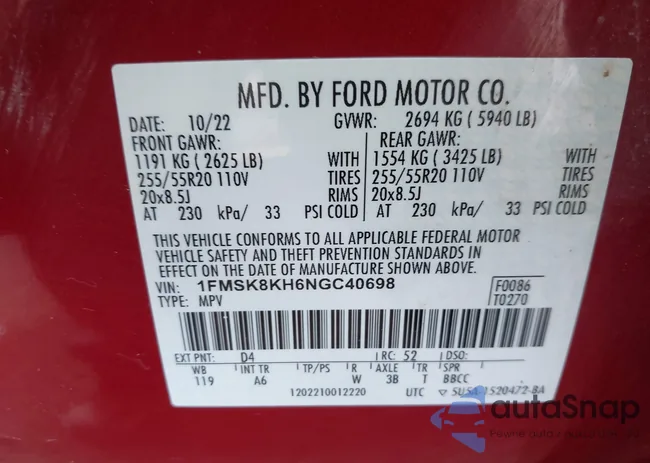 MFD. BY FORD MOTOR CO.
DATE: 10/22 GVWR: 2694 KG ( 5940 LB)
FRONT GAWR: REAR GAWR:
1191 KG ( 2625 LB) WITH 1554 KG ( 3425 LB) WITH
255/55R20 110V TIRES 255/55R20 110V TIRES
20x8.5J RIMS 20x8.5J RIMS
AT 230 kPa/ 33 PSI COLD AT 230 kPa/ 33 PSI COLD
THIS VEHICLE CONFORMS TO ALL APPLICABLE FEDERAL MOTOR
VEHICLE SAFETY AND THEFT PREVENTION STANDARDS IN
EFFECT ON THE DATE OF MANUFACTURE SHOWN ABOVE.
VIN: 1FMSK8KH6NGC40698 F0086
TYPE: MPV T0270
EXT PNT: D4 RC: 52 DSO:
WB INT TR TP/PS R AXLE TR SPR
119 A6 W 3B T BBCC
1202210012220 UTC SU5A-1520472-BA
autoSnap